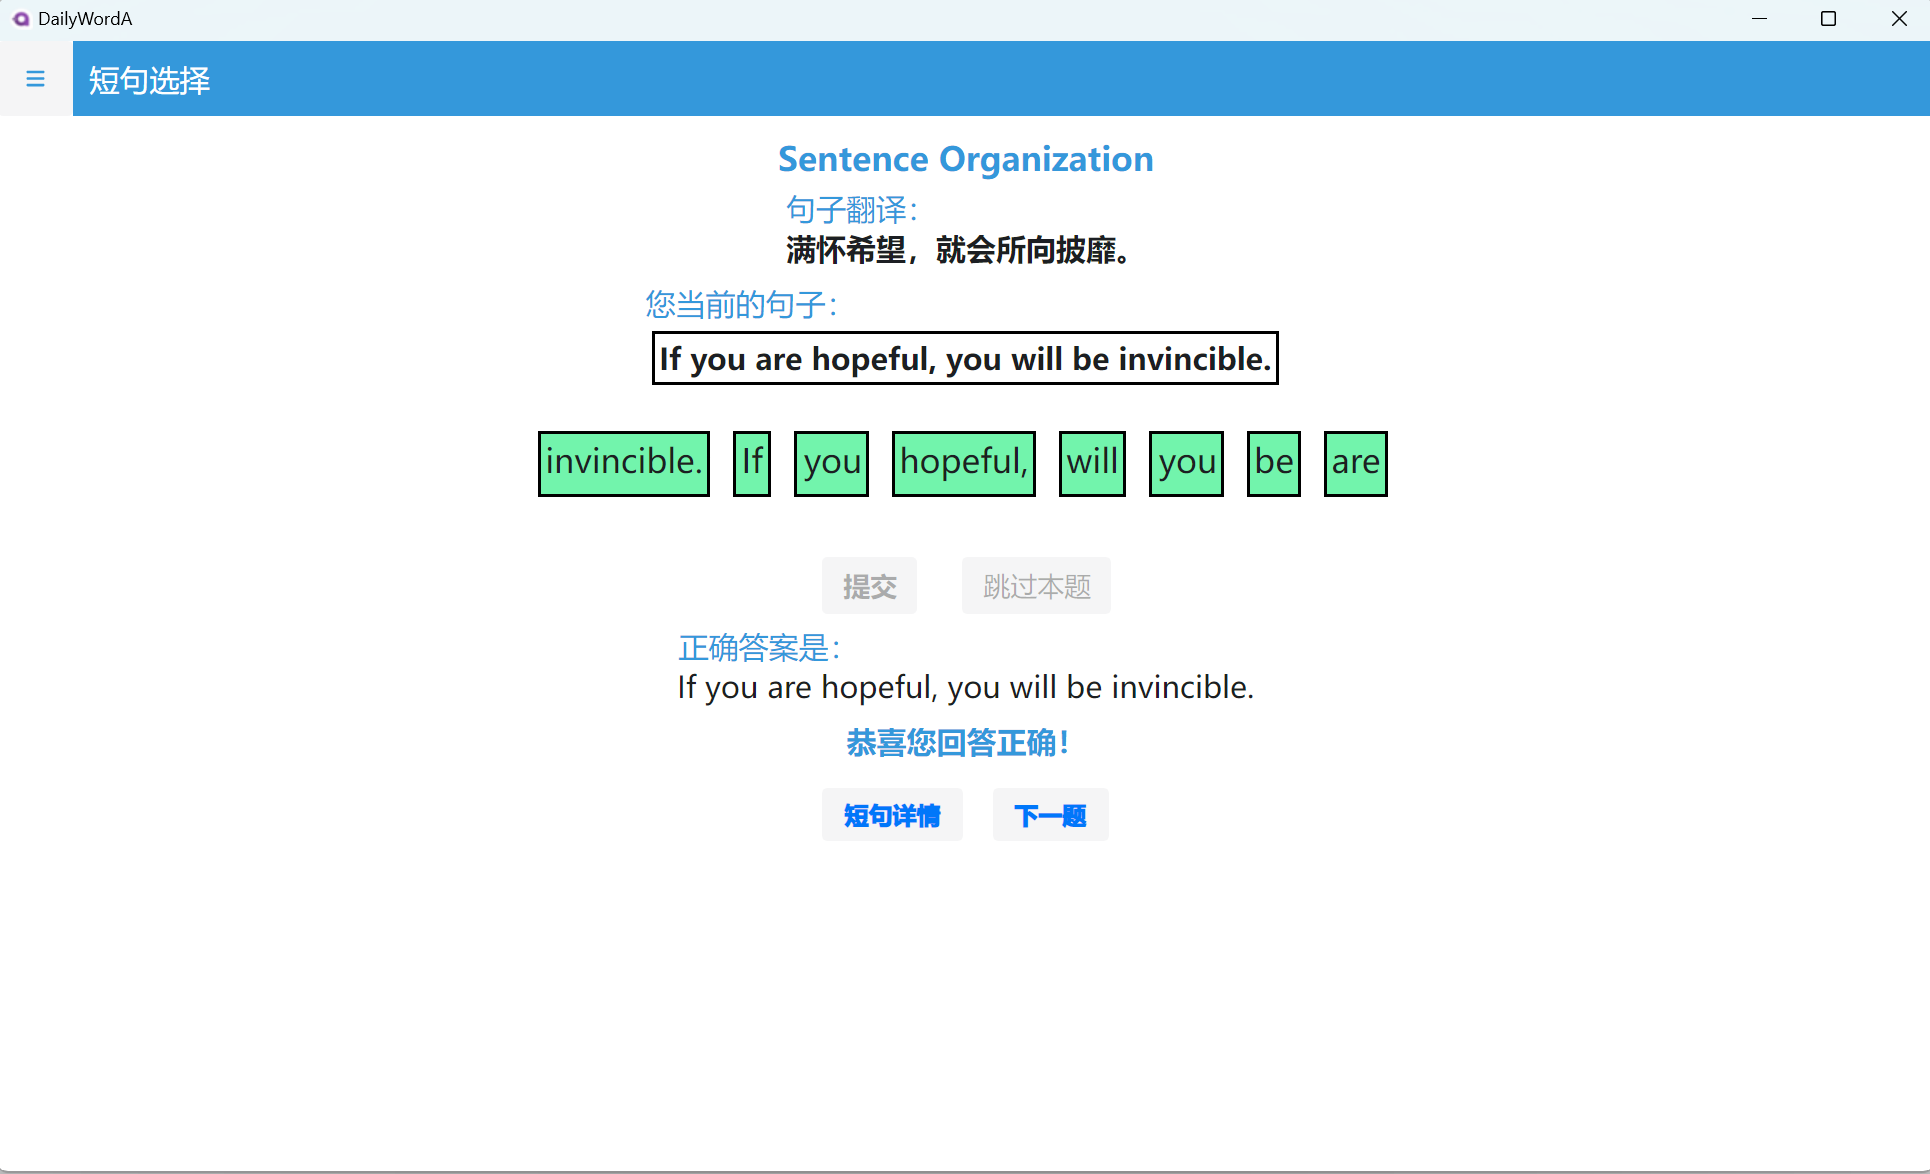 DailyWordA
短句选择
Sentence Organization
句子翻译：
满怀希望，就会所向披靡。
您当前的句子：
If you are hopeful, you will be invincible.
invincible. If you hopeful, will you be are
提交 跳过本题
正确答案是：
If you are hopeful, you will be invincible.
恭喜您回答正确！
短句详情 下一题